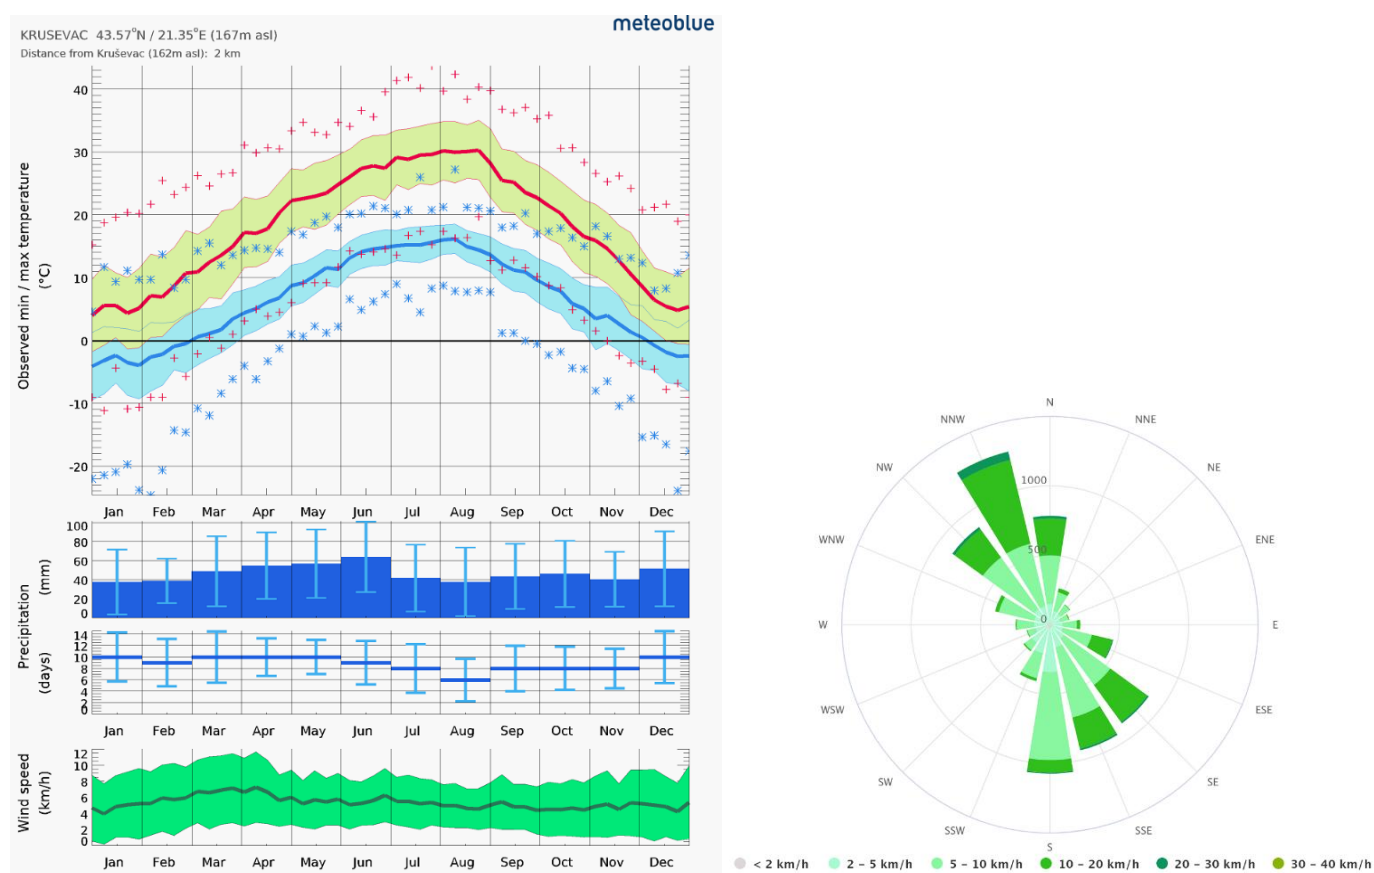 meteoblue
KRUSEVAC 43.57°N / 21.35°E (167m asl)
Distance from Kruševac (162m asl): 2 km
Observed min / max temperature
(°C)
40
30
20
10
0
-10
-20
Jan Feb Mar Apr May Jun Jul Aug Sep Oct Nov Dec
Precipitation
(mm)
100
80
60
40
20
0
(days)
14
12
10
8
6
4
2
0
Jan Feb Mar Apr May Jun Jul Aug Sep Oct Nov Dec
Wind speed
(km/h)
12
10
8
6
4
2
0
Jan Feb Mar Apr May Jun Jul Aug Sep Oct Nov Dec
N
NNE
NE
ENE
E
ESE
SE
SSE
S
SSW
SW
WSW
W
WNW
NW
NNW
1000
500
0
< 2 km/h 2 – 5 km/h 5 – 10 km/h 10 – 20 km/h 20 – 30 km/h 30 – 40 km/h